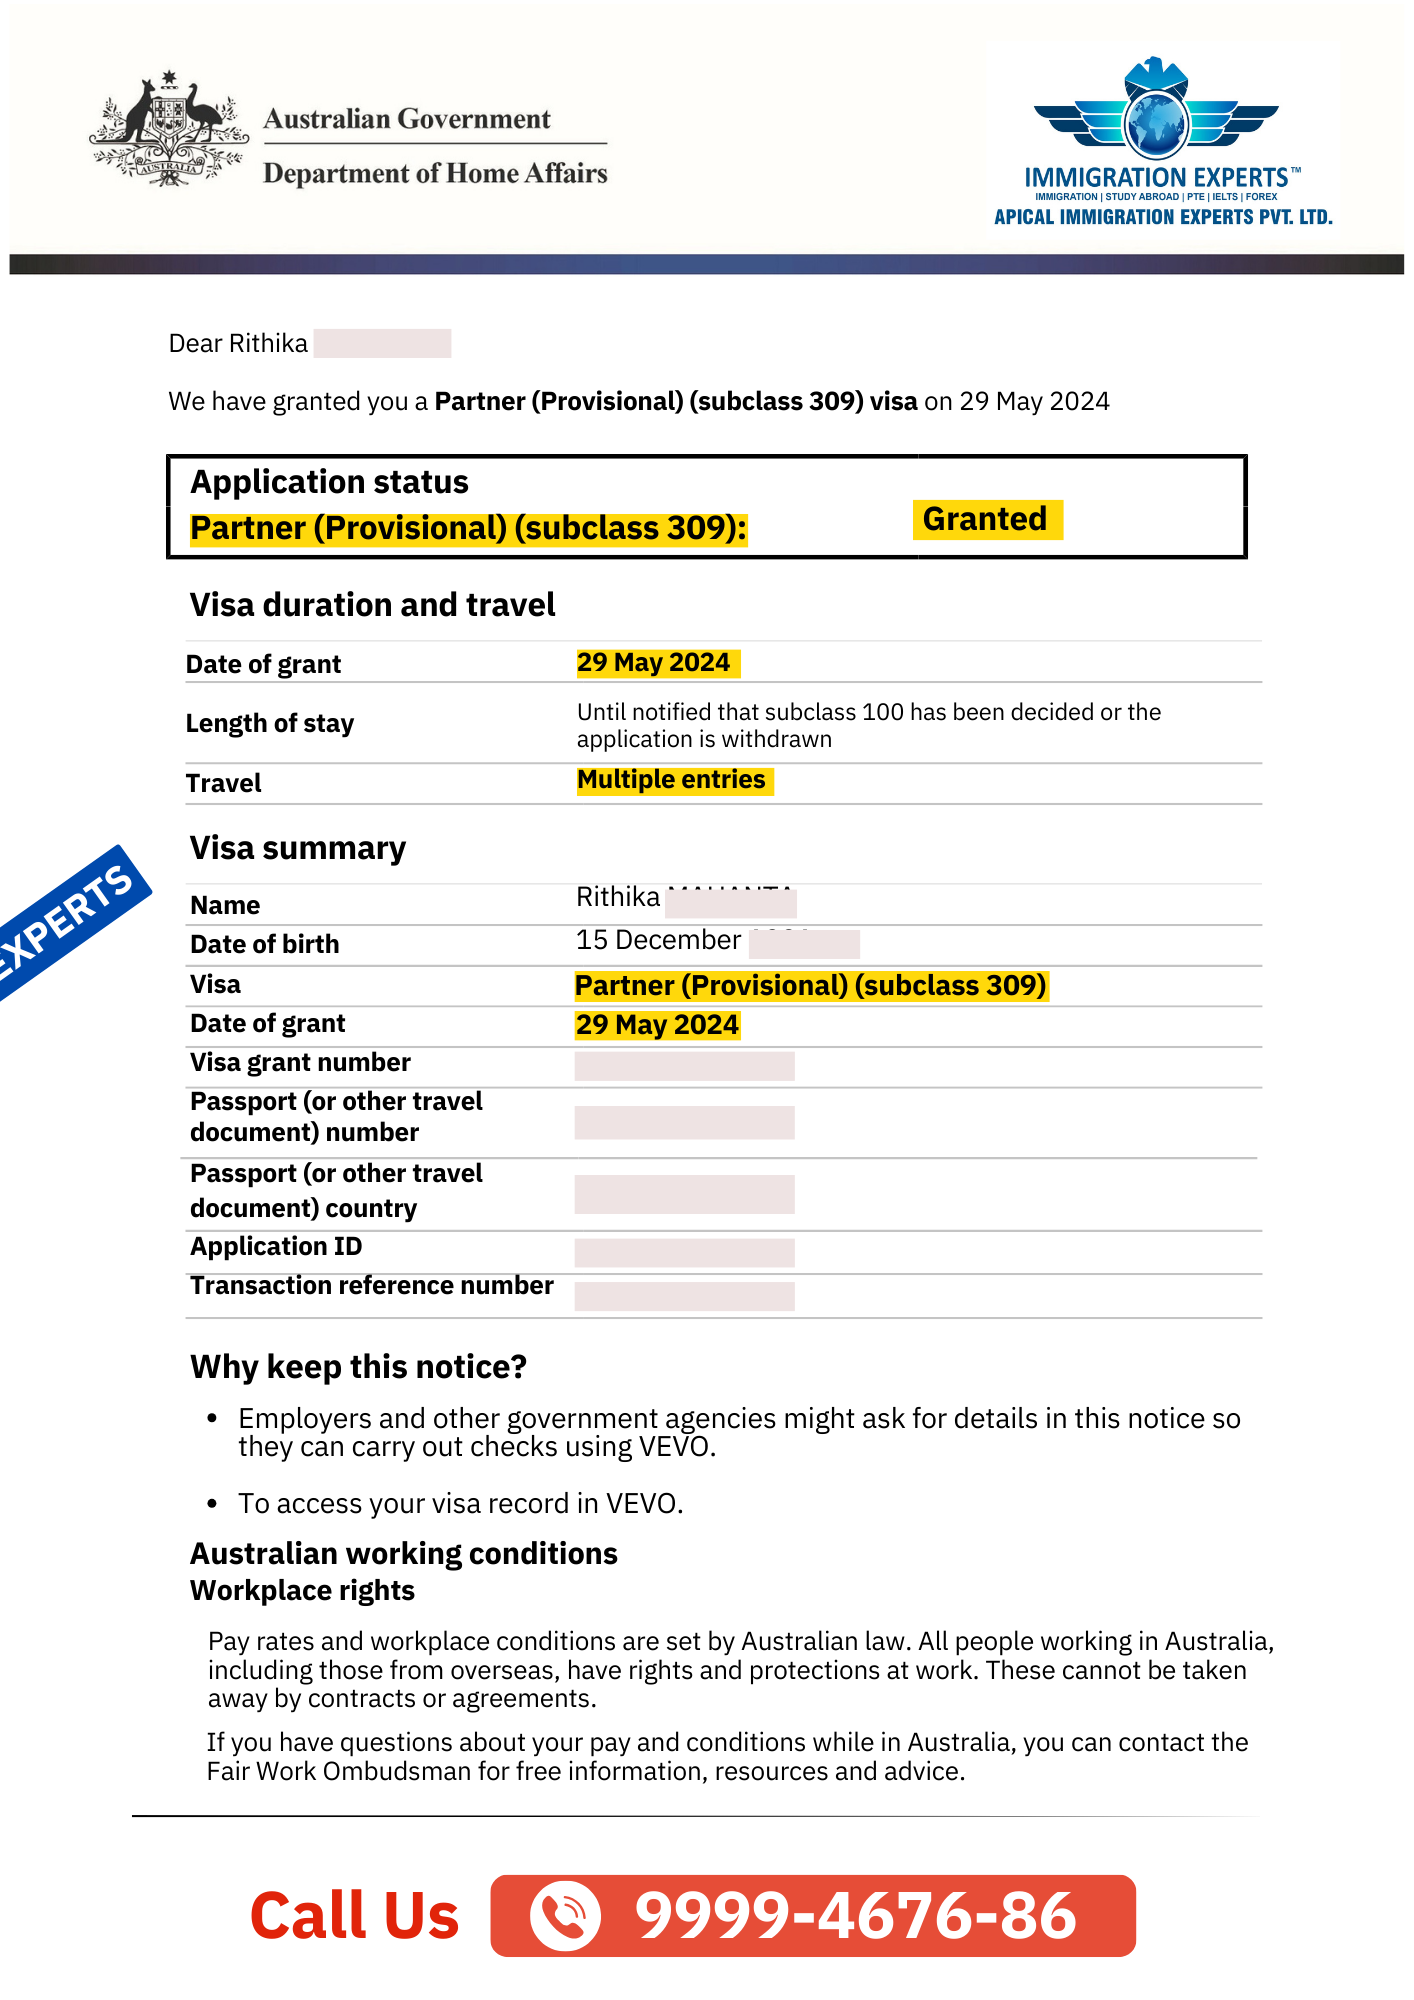 AUSTRALIA
Australian Government
Department of Home Affairs
IMMIGRATION EXPERTS™
IMMIGRATION | STUDY ABROAD | PTE | IELTS | FOREX
APICAL IMMIGRATION EXPERTS PVT. LTD.
Dear Rithika
We have granted you a Partner (Provisional) (subclass 309) visa on 29 May 2024
Application status
Partner (Provisional) (subclass 309): Granted
Visa duration and travel
Date of grant 29 May 2024
Length of stay Until notified that subclass 100 has been decided or the
application is withdrawn
Travel Multiple entries
EXPERTS
Visa summary
Name Rithika
Date of birth 15 December
Visa Partner (Provisional) (subclass 309)
Date of grant 29 May 2024
Visa grant number
Passport (or other travel
document) number
Passport (or other travel
document) country
Application ID
Transaction reference number
Why keep this notice?
• Employers and other government agencies might ask for details in this notice so
they can carry out checks using VEVO.
• To access your visa record in VEVO.
Australian working conditions
Workplace rights
Pay rates and workplace conditions are set by Australian law. All people working in Australia,
including those from overseas, have rights and protections at work. These cannot be taken
away by contracts or agreements.
If you have questions about your pay and conditions while in Australia, you can contact the
Fair Work Ombudsman for free information, resources and advice.
Call Us 9999-4676-86